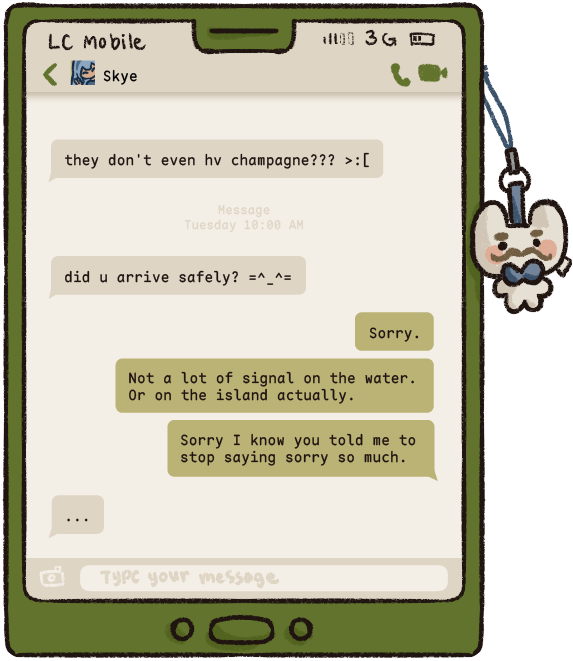 LC Mobile
3G
Skye
they don't even hv champagne??? >:[
Message
Tuesday 10:00 AM
did u arrive safely? =^_^=
Sorry.
Not a lot of signal on the water.
Or on the island actually.
Sorry I know you told me to
stop saying sorry so much.
...
Type your message